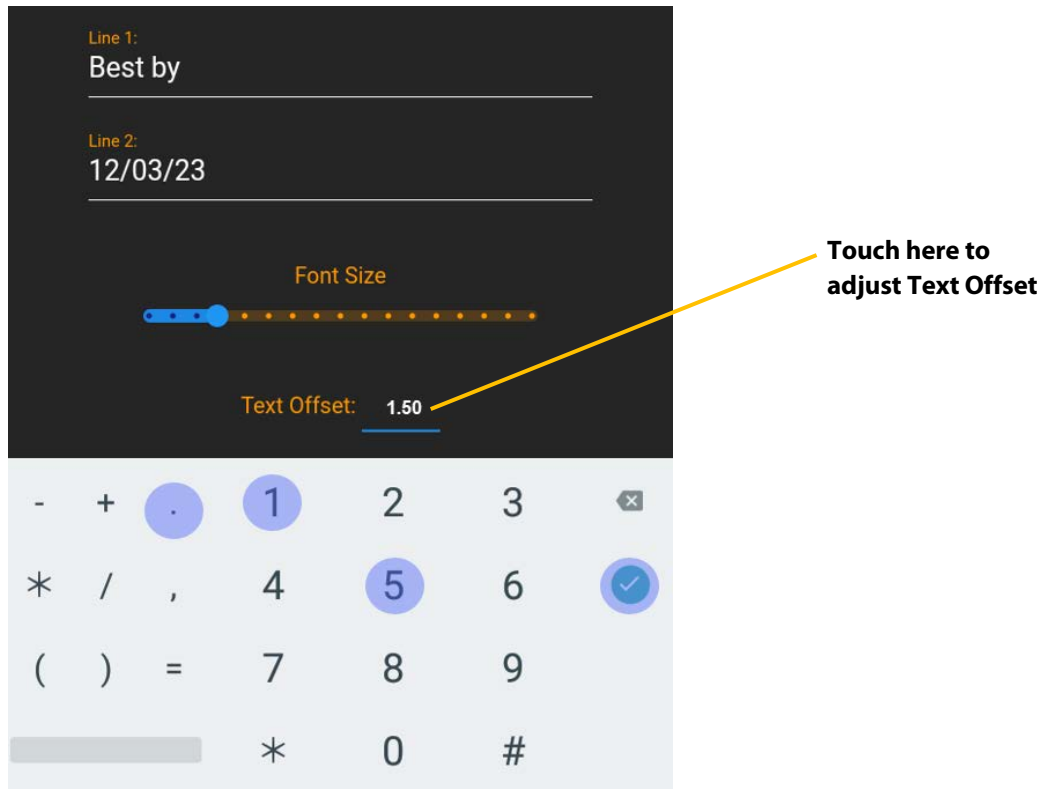 Line 1:
Best by
Line 2:
12/03/23
Font Size
Touch here to
adjust Text Offset
Text Offset: 1.50
- + . 1 2 3
* / , 4 5 6
( ) = 7 8 9
* 0 #